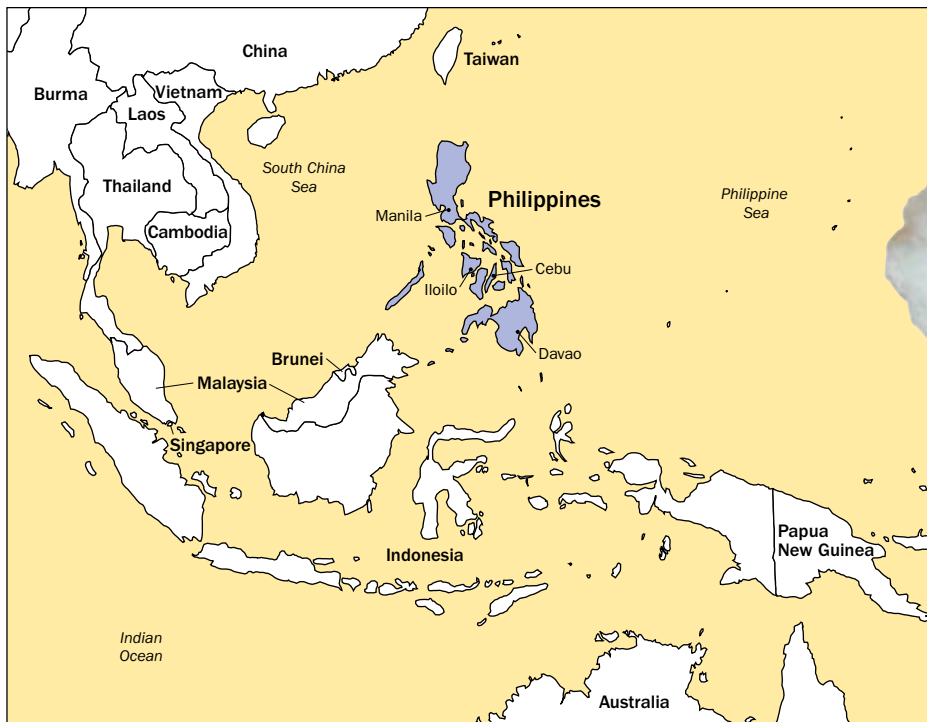 China
Taiwan
Burma
Vietnam
Laos
South China
Sea
Thailand
Philippines
Philippine
Sea
Manila
Cambodia
Cebu
Iloilo
Davao
Brunei
Malaysia
Singapore
Papua
New Guinea
Indonesia
Indian
Ocean
Australia